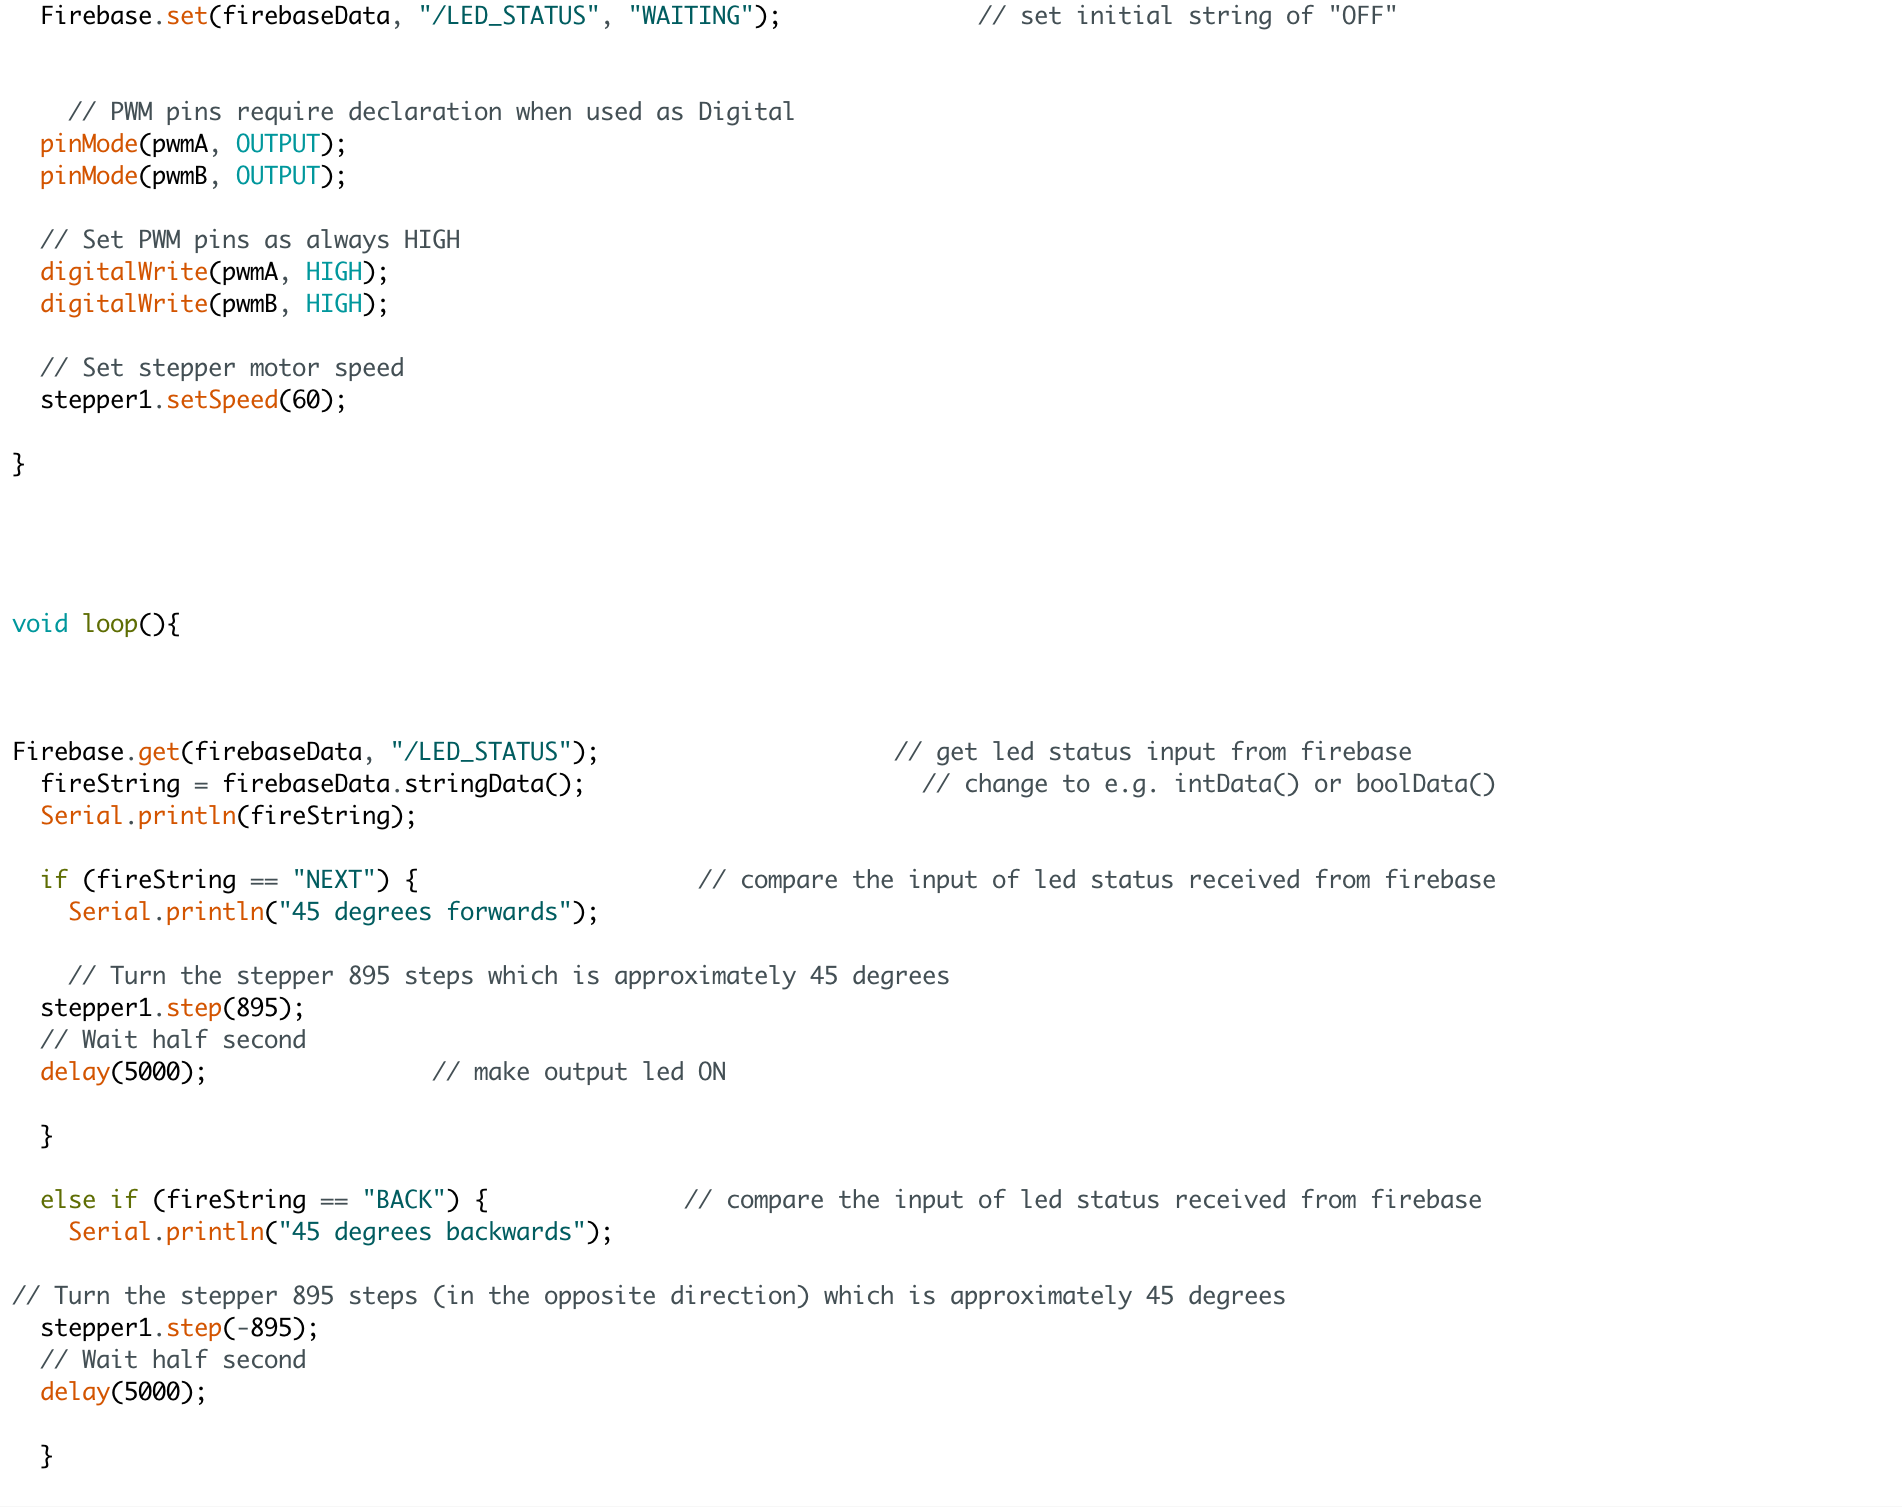 Firebase.set(firebaseData, "/LED_STATUS", "WAITING"); // set initial string of "OFF"
// PWM pins require declaration when used as Digital
pinMode(pwmA, OUTPUT);
pinMode(pwmB, OUTPUT);
// Set PWM pins as always HIGH
digitalWrite(pwmA, HIGH);
digitalWrite(pwmB, HIGH);
// Set stepper motor speed
stepper1.setSpeed(60);
}
void loop(){
Firebase.get(firebaseData, "/LED_STATUS"); // get led status input from firebase
fireString = firebaseData.stringData(); // change to e.g. intData() or boolData()
Serial.println(fireString);
if (fireString == "NEXT") { // compare the input of led status received from firebase
Serial.println("45 degrees forwards");
// Turn the stepper 895 steps which is approximately 45 degrees
stepper1.step(895);
// Wait half second
delay(5000); // make output led ON
}
else if (fireString == "BACK") { // compare the input of led status received from firebase
Serial.println("45 degrees backwards");
// Turn the stepper 895 steps (in the opposite direction) which is approximately 45 degrees
stepper1.step(-895);
// Wait half second
delay(5000);
}